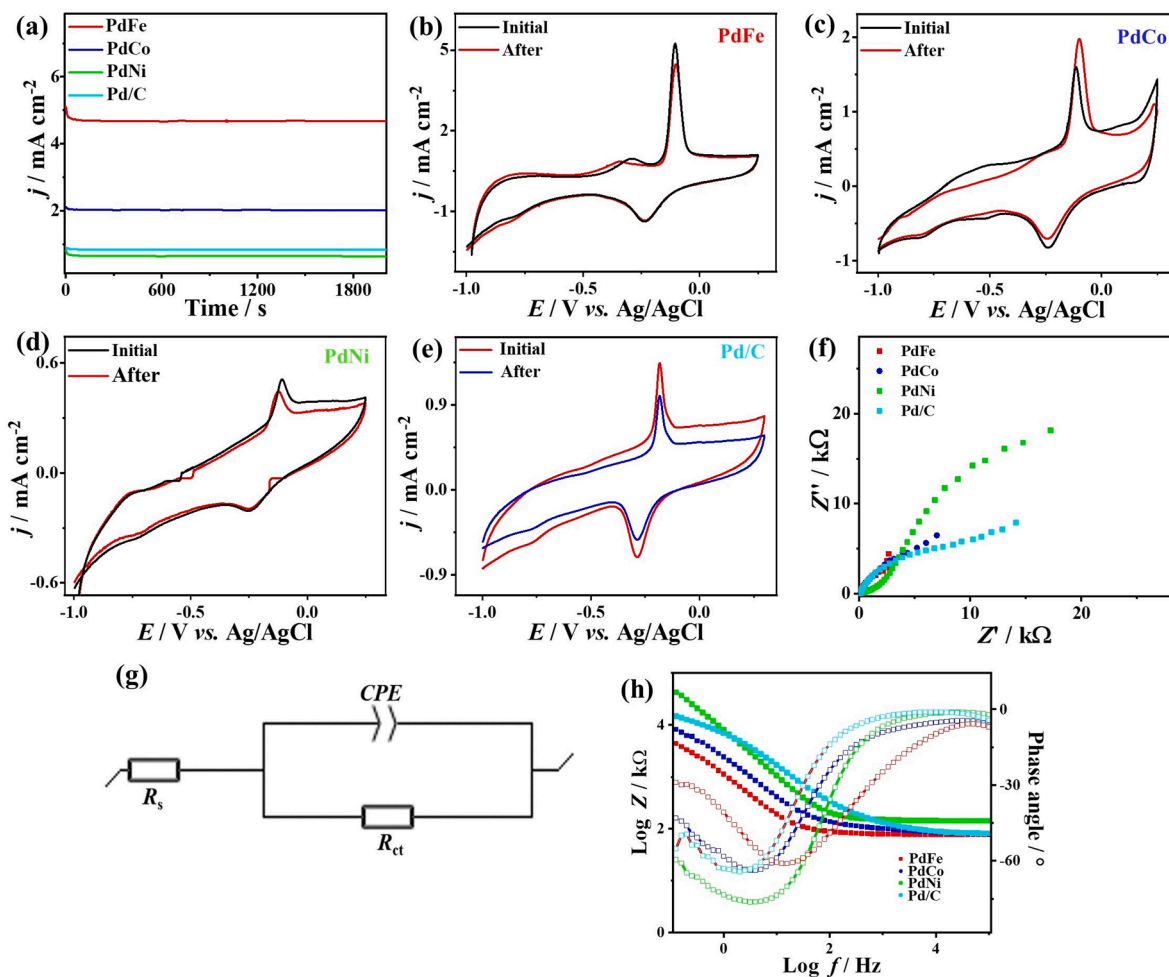 (a)
PdFe
PdCo
PdNi
Pd/C
7
5
2
j / mA cm-2
0
600
1200
1800
Time / s
(b)
Initial
After
PdFe
5
2
-1
j / mA cm-2
-1.0
-0.5
0.0
E / V vs. Ag/AgCl
(c)
Initial
After
PdCo
2
1
0
-1
j / mA cm-2
-1.0
-0.5
0.0
E / V vs. Ag/AgCl
(d)
Initial
After
PdNi
0.6
0.0
-0.6
j / mA cm-2
-1.0
-0.5
0.0
E / V vs. Ag/AgCl
(e)
Initial
After
Pd/C
0.9
0.0
-0.9
j / mA cm-2
-1.0
-0.5
0.0
E / V vs. Ag/AgCl
(f)
PdFe
PdCo
PdNi
Pd/C
20
10
0
Z'' / kΩ
0
10
20
Z' / kΩ
(g)
CPE
Rs
Rct
(h)
4
2
0
Log Z / kΩ
0
-30
-60
Phase angle / °
PdFe
PdCo
PdNi
Pd/C
0
2
4
Log f / Hz